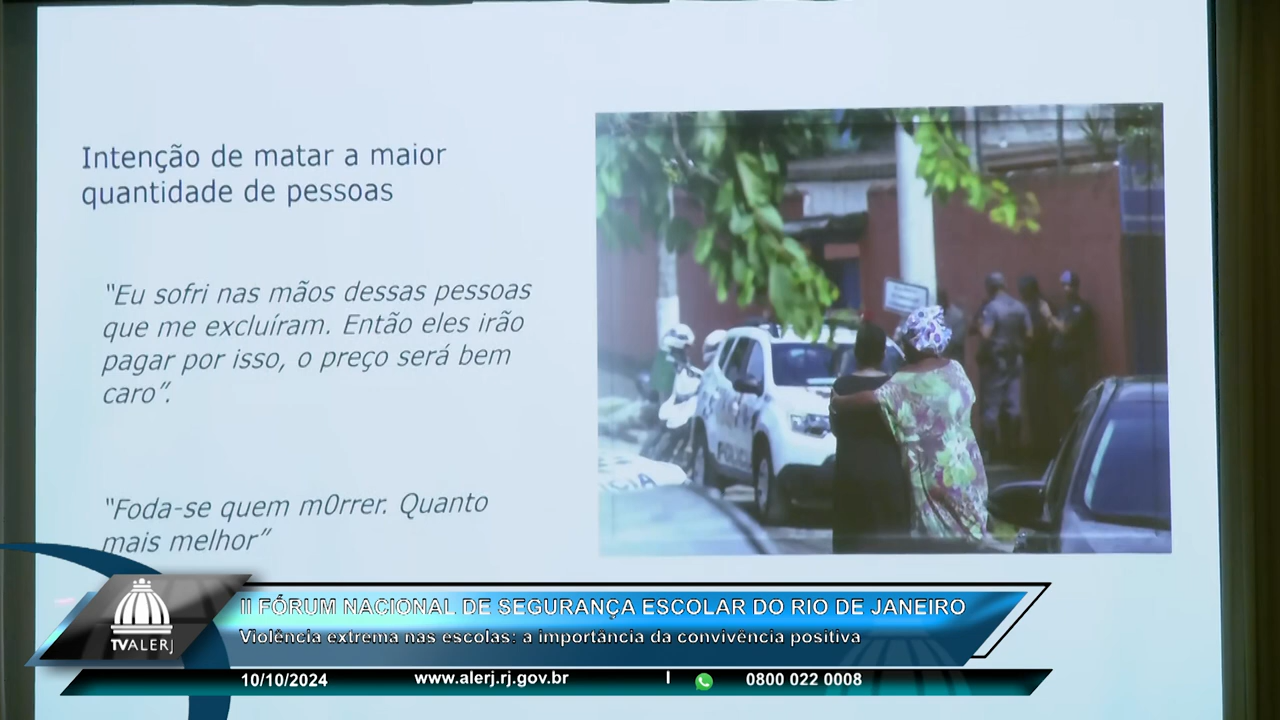 Intenção de matar a maior
quantidade de pessoas
“Eu sofri nas mãos dessas pessoas
que me excluíram. Então eles irão
pagar por isso, o preço será bem
caro”.
“Foda-se quem m0rrer. Quanto
mais melhor”
II FÓRUM NACIONAL DE SEGURANÇA ESCOLAR DO RIO DE JANEIRO
Violência extrema nas escolas: a importância da convivência positiva
TVALERJ
10/10/2024 www.alerj.rj.gov.br | 0800 022 0008